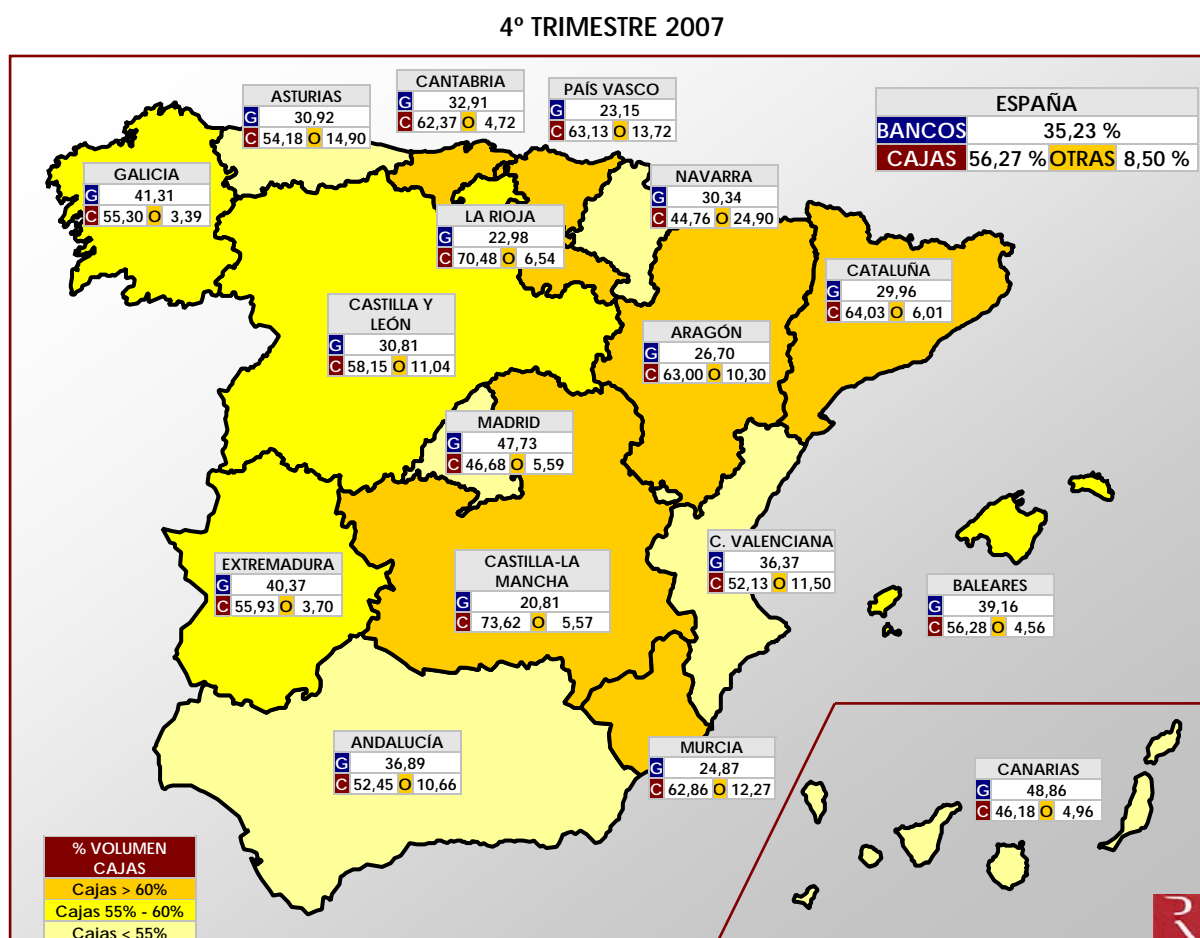 4º TRIMESTRE 2007
ASTURIAS
G 30,92
C 54,18 O 14,90
CANTABRIA
G 32,91
C 62,37 O 4,72
PAÍS VASCO
G 23,15
C 63,13 O 13,72
ESPAÑA
BANCOS 35,23 %
CAJAS 56,27 % OTRAS 8,50 %
GALICIA
G 41,31
C 55,30 O 3,39
NAVARRA
G 30,34
C 44,76 O 24,90
LA RIOJA
G 22,98
C 70,48 O 6,54
CATALUÑA
G 29,96
C 64,03 O 6,01
CASTILLA Y
LEÓN
G 30,81
C 58,15 O 11,04
ARAGÓN
G 26,70
C 63,00 O 10,30
MADRID
G 47,73
C 46,68 O 5,59
C. VALENCIANA
G 36,37
C 52,13 O 11,50
EXTREMADURA
G 40,37
C 55,93 O 3,70
CASTILLA-LA
MANCHA
G 20,81
C 73,62 O 5,57
BALEARES
G 39,16
C 56,28 O 4,56
ANDALUCÍA
G 36,89
C 52,45 O 10,66
MURCIA
G 24,87
C 62,86 O 12,27
CANARIAS
G 48,86
C 46,18 O 4,96
% VOLUMEN
CAJAS
Cajas > 60%
Cajas 55% - 60%
Cajas < 55%
R